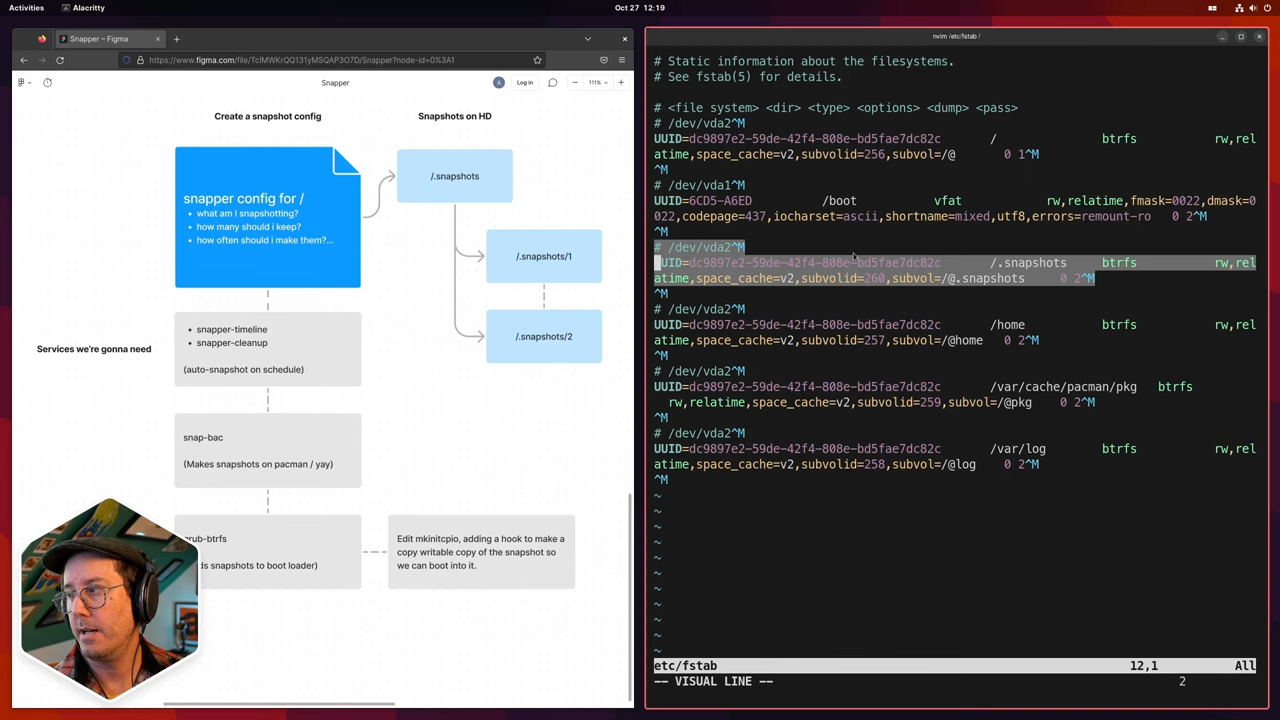 Activities
Alacritty
Oct 27 12:19
Snapper – Figma
https://www.figma.com/file/TcIMWKrQQ131yMSQAP3O7D/Snapper?node-id=0%3A1
Snapper
A
Log in
111%
Create a snapshot config
Snapshots on HD
snapper config for /
• what am I snapshotting?
• how many should i keep?
• how often should i make them?...
/.snapshots
/.snapshots/1
/.snapshots/2
Services we're gonna need
• snapper-timeline
• snapper-cleanup
(auto-snapshot on schedule)
snap-bac
(Makes snapshots on pacman / yay)
grub-btrfs
ds snapshots to boot loader)
Edit mkinitcpio, adding a hook to make a
copy writable copy of the snapshot so
we can boot into it.
nvim /etc/fstab /
# Static information about the filesystems.
# See fstab(5) for details.
# <file system> <dir> <type> <options> <dump> <pass>
# /dev/vda2^M
UUID=dc9897e2-59de-42f4-808e-bd5fae7dc82c / btrfs rw,rel
atime,space_cache=v2,subvolid=256,subvol=/@ 0 1^M
^M
# /dev/vda1^M
UUID=6CD5-A6ED /boot vfat rw,relatime,fmask=0022,dmask=0
022,codepage=437,iocharset=ascii,shortname=mixed,utf8,errors=remount-ro 0 2^M
^M
# /dev/vda2^M
UUID=dc9897e2-59de-42f4-808e-bd5fae7dc82c /.snapshots btrfs rw,rel
atime,space_cache=v2,subvolid=260,subvol=/@.snapshots 0 2^M
^M
# /dev/vda2^M
UUID=dc9897e2-59de-42f4-808e-bd5fae7dc82c /home btrfs rw,rel
atime,space_cache=v2,subvolid=257,subvol=/@home 0 2^M
^M
# /dev/vda2^M
UUID=dc9897e2-59de-42f4-808e-bd5fae7dc82c /var/cache/pacman/pkg btrfs
rw,relatime,space_cache=v2,subvolid=259,subvol=/@pkg 0 2^M
^M
# /dev/vda2^M
UUID=dc9897e2-59de-42f4-808e-bd5fae7dc82c /var/log btrfs rw,rel
atime,space_cache=v2,subvolid=258,subvol=/@log 0 2^M
^M
~
~
~
~
~
~
~
~
~
~
etc/fstab 12,1 All
-- VISUAL LINE -- 2